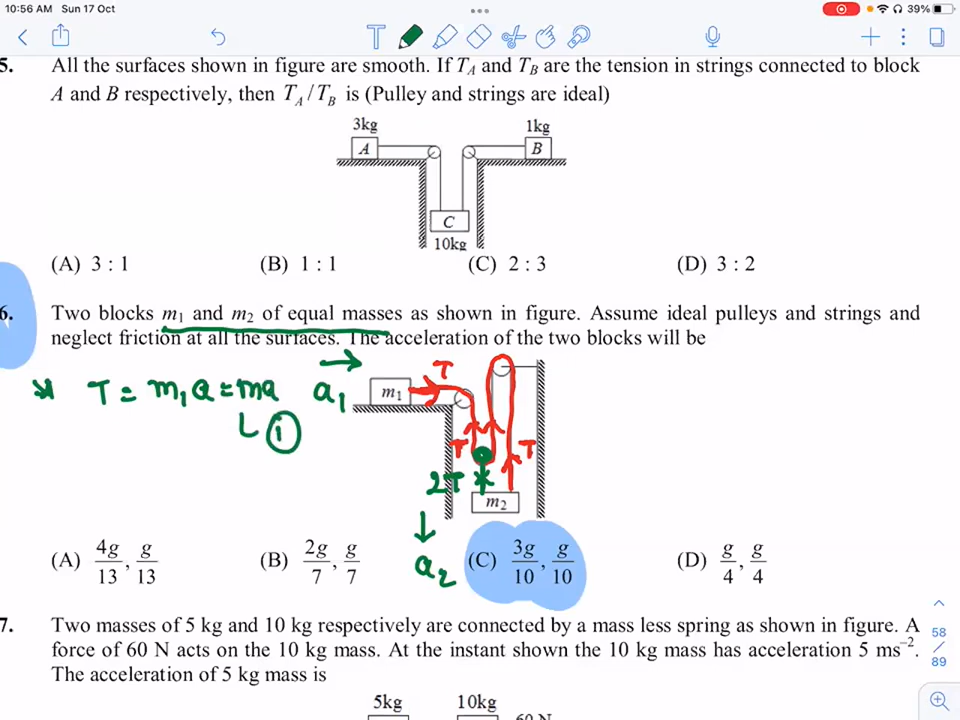 10:56 AM Sun 17 Oct
39%
5. All the surfaces shown in figure are smooth. If T_A and T_B are the tension in strings connected to block
A and B respectively, then T_A/T_B is (Pulley and strings are ideal)
3kg
1kg
A
B
C
10kg
(A) 3 : 1 (B) 1 : 1 (C) 2 : 3 (D) 3 : 2
6. Two blocks m₁ and m₂ of equal masses as shown in figure. Assume ideal pulleys and strings and
neglect friction at all the surfaces. The acceleration of the two blocks will be
T = m₁a = ma
a₁
m₁
T
L ①
T
T
2T
m₂
a₂
(A) 4g/13, g/13 (B) 2g/7, g/7 (C) 3g/10, g/10 (D) g/4, g/4
7. Two masses of 5 kg and 10 kg respectively are connected by a mass less spring as shown in figure. A
force of 60 N acts on the 10 kg mass. At the instant shown the 10 kg mass has acceleration 5 ms⁻².
The acceleration of 5 kg mass is
5kg 10kg
60 N
58
/
89